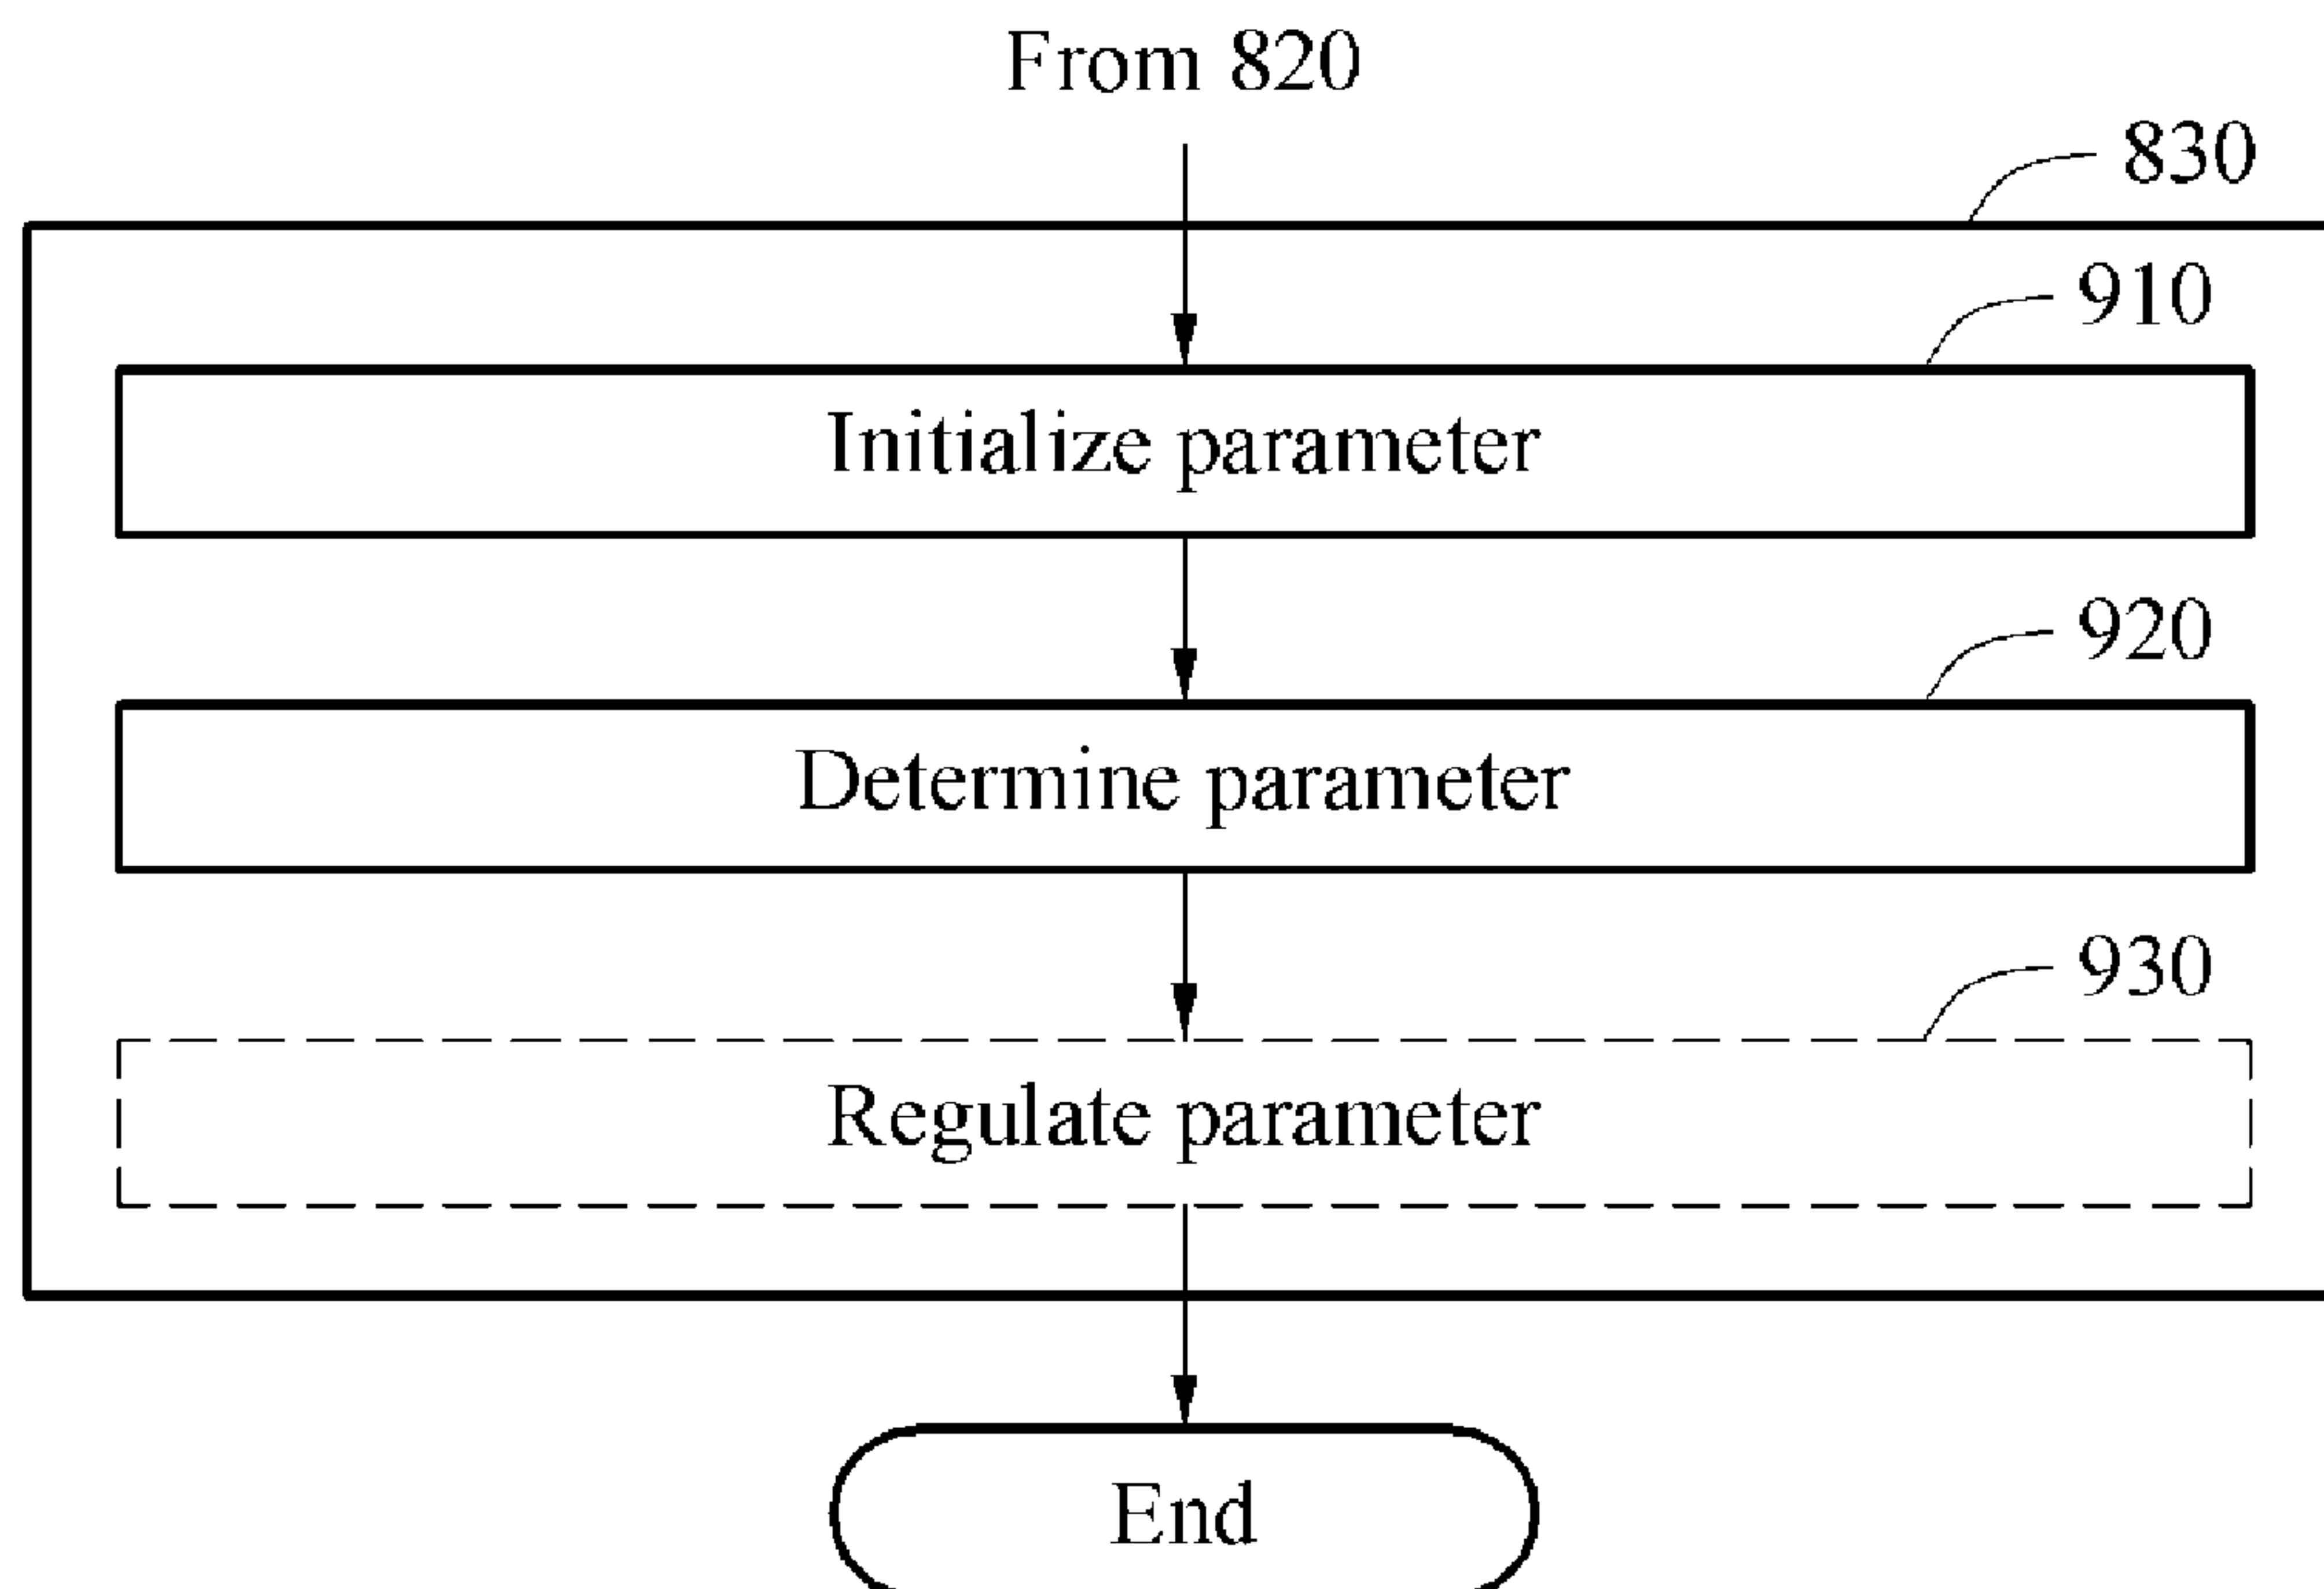 From 820
830
910
Initialize parameter
920
Determine parameter
930
Regulate parameter
End